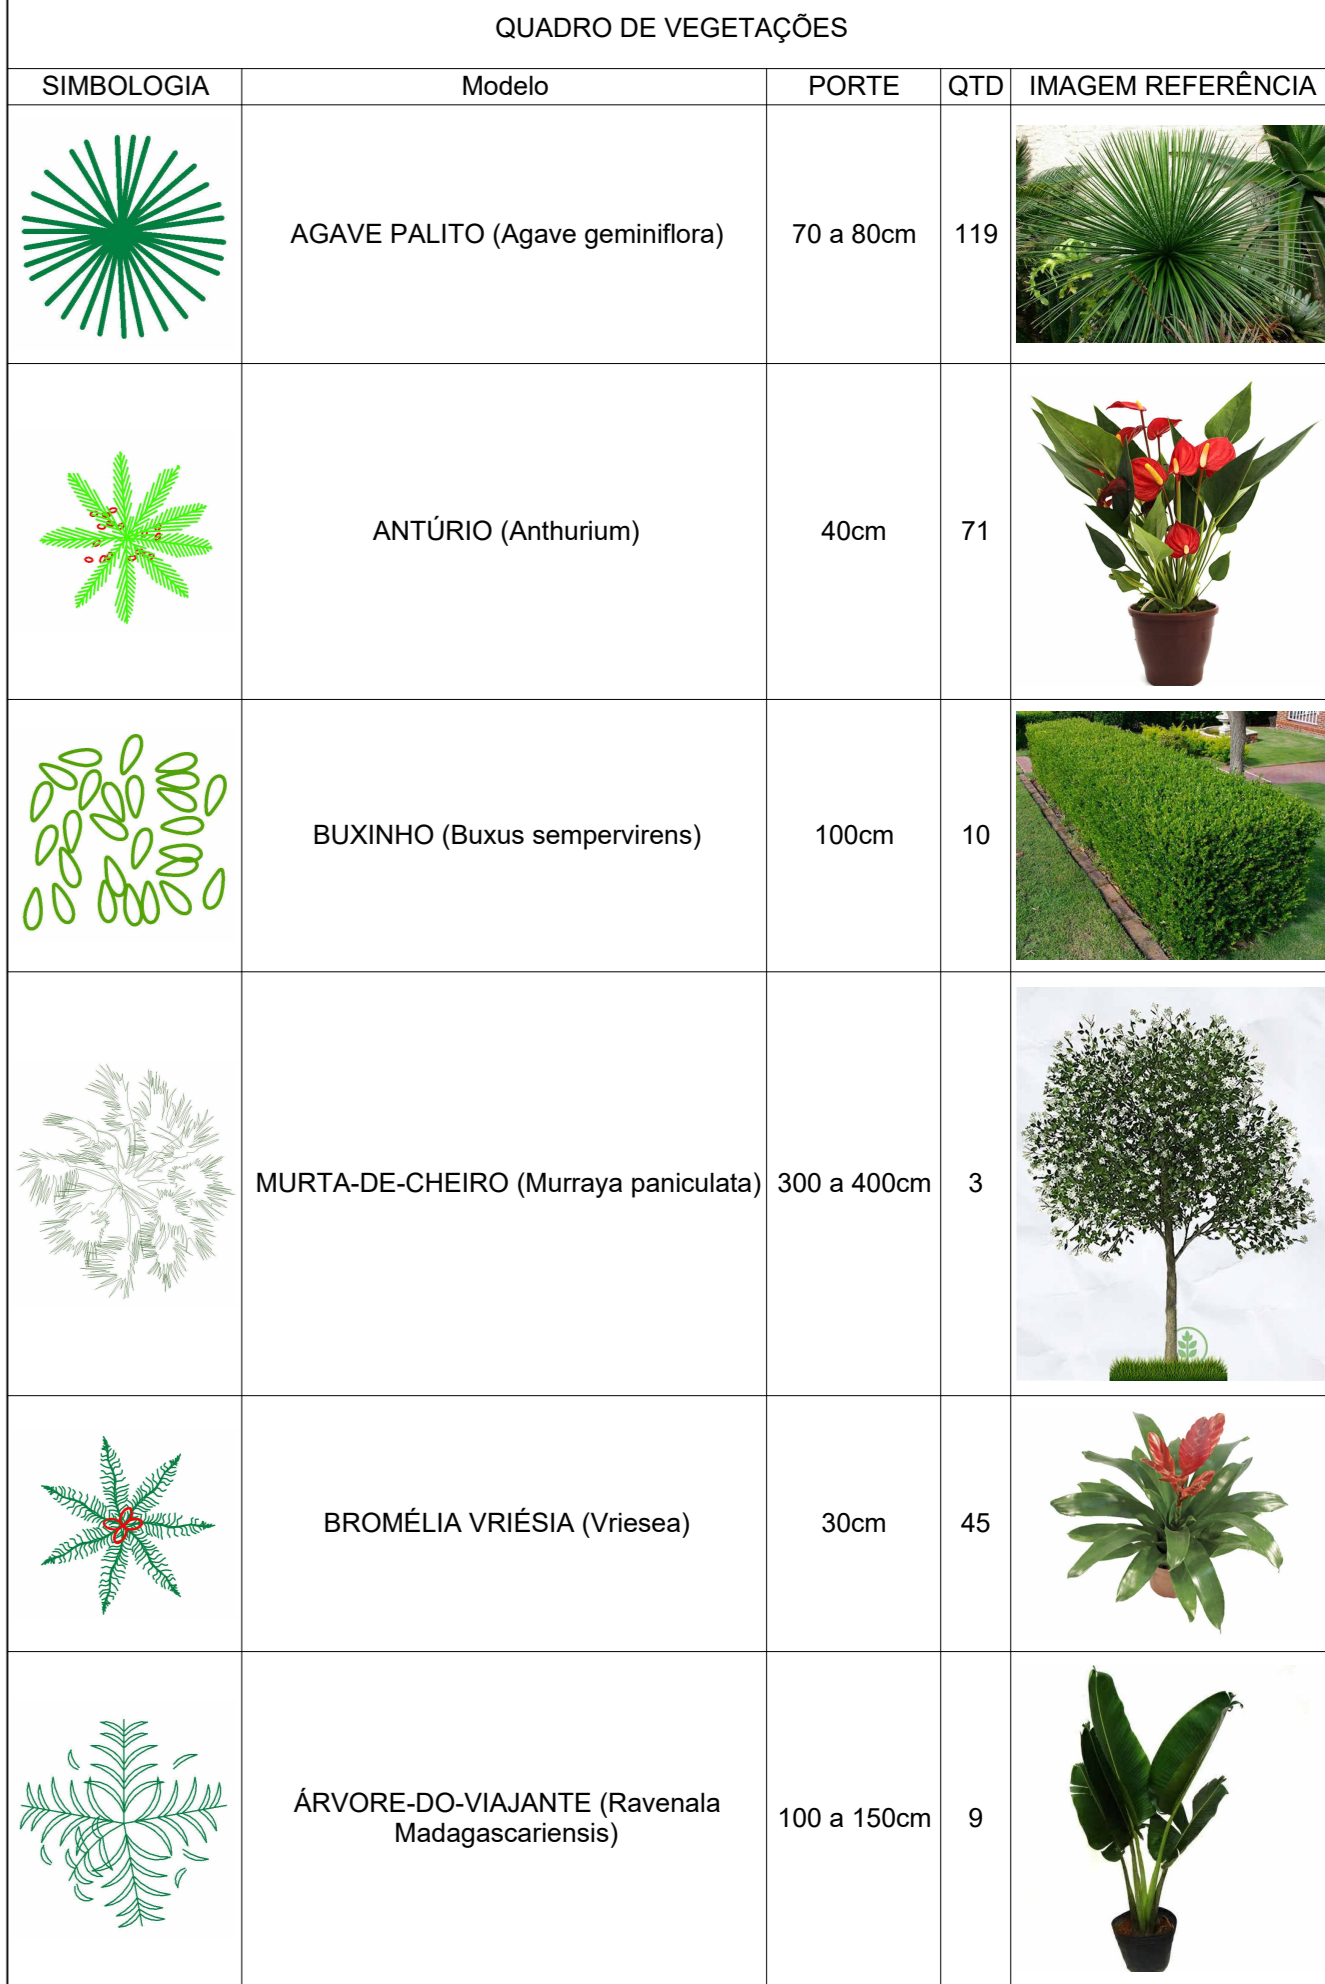 QUADRO DE VEGETAÇÕES
SIMBOLOGIA Modelo PORTE QTD IMAGEM REFERÊNCIA
AGAVE PALITO (Agave geminiflora) 70 a 80cm 119
ANTÚRIO (Anthurium) 40cm 71
BUXINHO (Buxus sempervirens) 100cm 10
MURTA-DE-CHEIRO (Murraya paniculata) 300 a 400cm 3
BROMÉLIA VRIÉSIA (Vriesea) 30cm 45
ÁRVORE-DO-VIAJANTE (Ravenala
Madagascariensis) 100 a 150cm 9